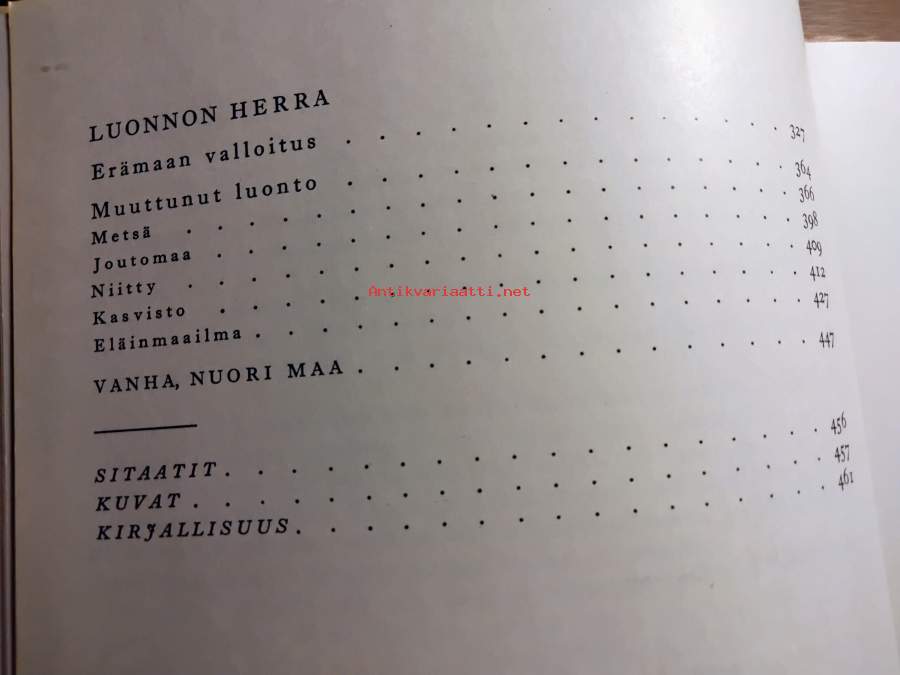 LUONNON HERRA
Erämaan valloitus . . . . . . . . . . . . 327
Muuttunut luonto . . . . . . . . . . . . 364
Metsä . . . . . . . . . . . . . . . . 366
Joutomaa . . . . . . . . . . . . . . . 398
Niitty . . . . . . . . . . . . . . . . 409
Kasvisto . . . . . . . . . . . . . . . 412
Eläinmaailma . . . . . . . . . . . . . . 427
VANHA, NUORI MAA . . . . . . . . . . . . 447
SITAATIT . . . . . . . . . . . . . . . . 456
KUVAT . . . . . . . . . . . . . . . . . 457
KIRJALLISUUS . . . . . . . . . . . . . . 461
Antikvariaatti.net